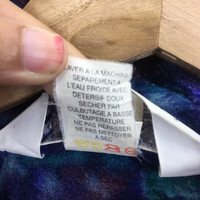 LAVER A LA MACHINE
SEPAREMENT A
L'EAU FROIDE AVEC
DETERSIF DOUX
SECHER PAR
CULBUTAGE A BASSE
TEMPERATURE
NE PAS REPASSER
NE PAS NETTOYER
A SEC